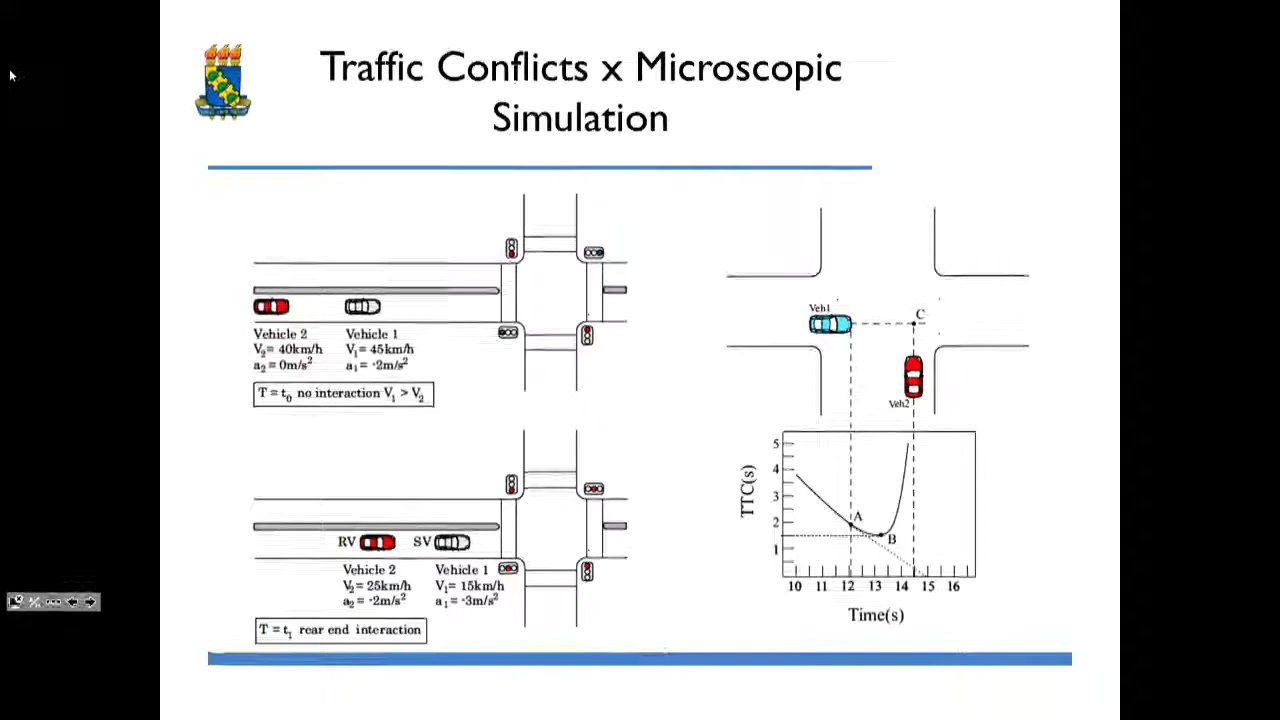 Traffic Conflicts x Microscopic
Simulation
Vehicle 2
V₂= 40km/h
a₂ = 0m/s²
Vehicle 1
V₁= 45km/h
a₁ = -2m/s²
T = t₀ no interaction V₁ > V₂
RV
SV
Vehicle 2
V₂= 25km/h
a₂ = -2m/s²
Vehicle 1
V₁= 15km/h
a₁ = -3m/s²
T = t₁ rear end interaction
Veh1
C
Veh2
TTC(s)
5
4
3
2
1
A
B
10 11 12 13 14 15 16
Time(s)